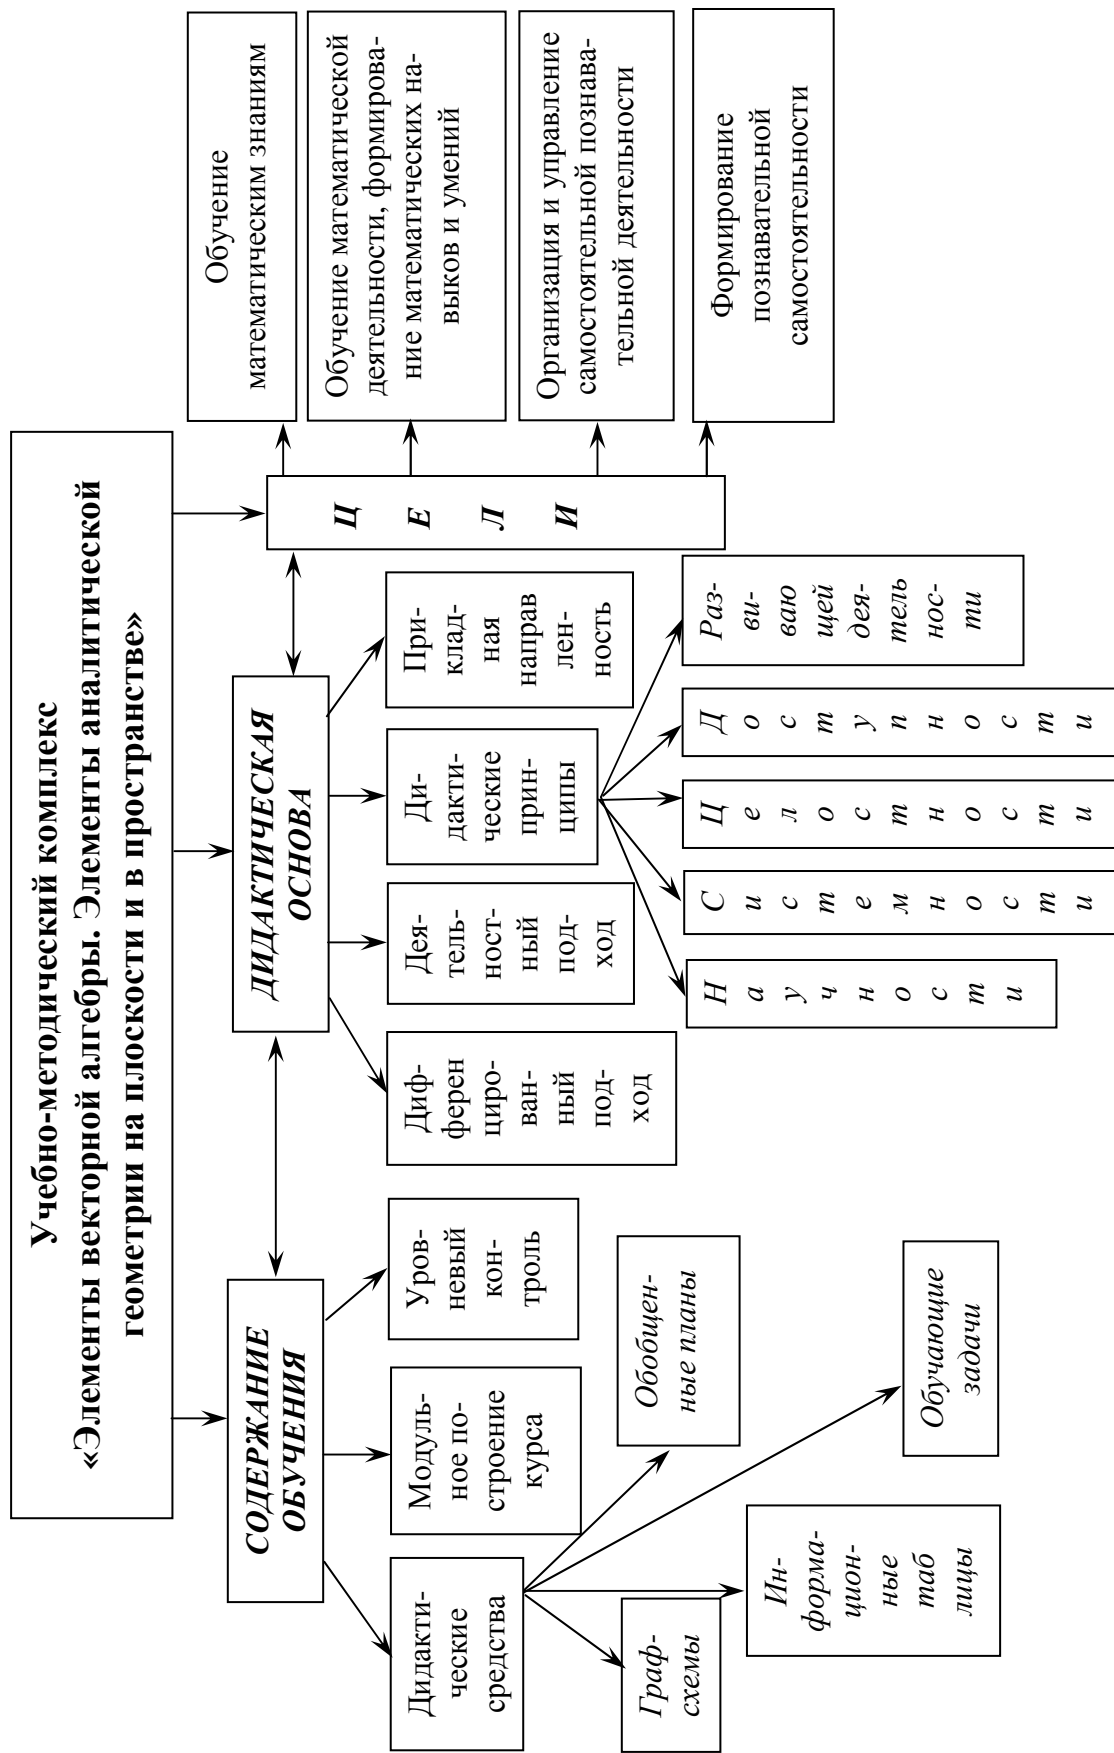 Учебно-методический комплекс
«Элементы векторной алгебры. Элементы аналитической
геометрии на плоскости и в пространстве»
СОДЕРЖАНИЕ
ОБУЧЕНИЯ
ДИДАКТИЧЕСКАЯ
ОСНОВА
Ц
Е
Л
И
Дидакти-
ческие
средства
Модуль-
ное по-
строение
курса
Уров-
невый
кон-
троль
Диф-
ферен
циро-
ван-
ный
под-
ход
Дея-
тель-
ност-
ный
под-
ход
Ди-
дакти-
ческие
прин-
ципы
При-
клад-
ная
направ
лен-
ность
Обучение
математическим знаниям
Обучение математической
деятельности, формирова-
ние математических на-
выков и умений
Организация и управление
самостоятельной познава-
тельной деятельности
Формирование
познавательной
самостоятельности
Граф-
схемы
Ин-
форма-
цион-
ные
таб
лицы
Обобщен-
ные планы
Обучающие
задачи
Н
а
у
ч
н
о
с
т
и
С
и
с
т
е
м
н
о
с
т
и
Ц
е
л
о
с
т
н
о
с
т
и
Д
о
с
т
у
п
н
о
с
т
и
Раз-
ви-
ваю
щей
дея-
тель
нос-
ти